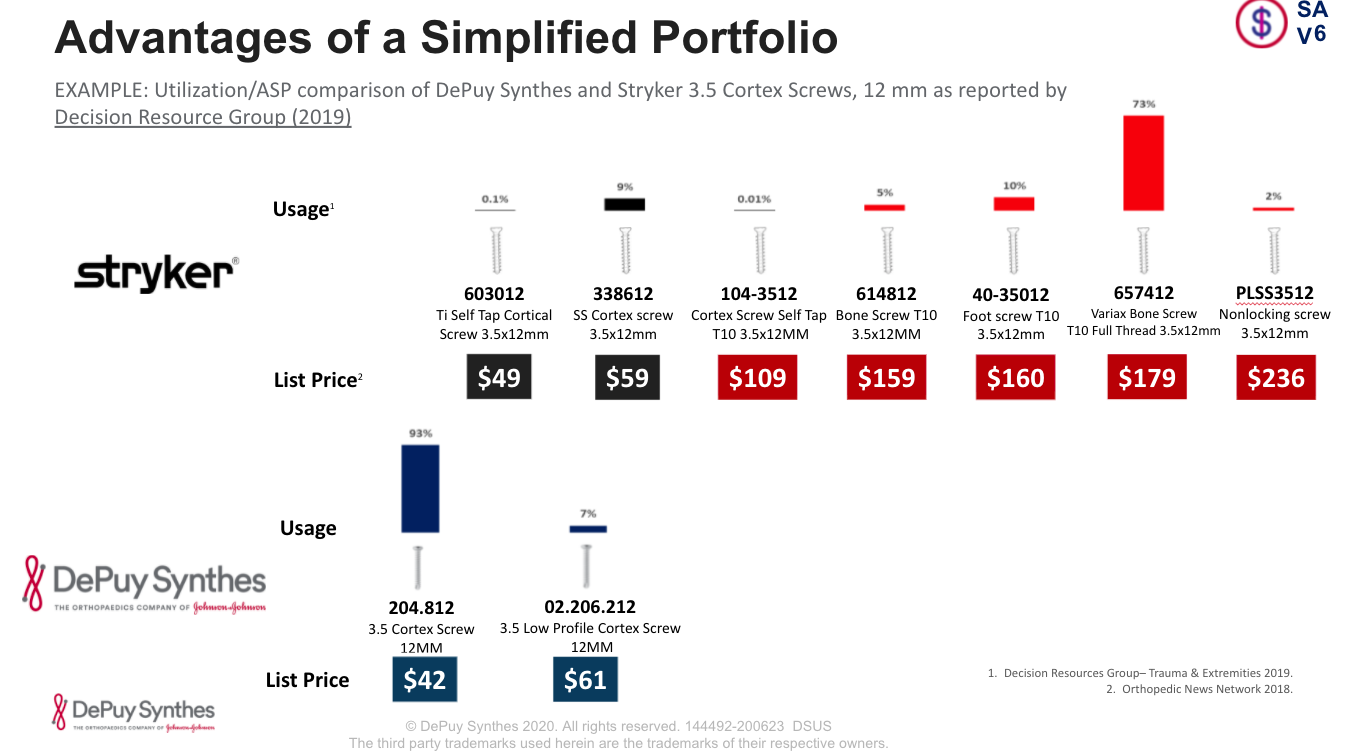 Advantages of a Simplified Portfolio
$
SA
V6
EXAMPLE: Utilization/ASP comparison of DePuy Synthes and Stryker 3.5 Cortex Screws, 12 mm as reported by
Decision Resource Group (2019)
Usage1
0.1%
9%
0.01%
5%
10%
73%
2%
stryker®
603012
Ti Self Tap Cortical
Screw 3.5x12mm
338612
SS Cortex screw
3.5x12mm
104-3512
Cortex Screw Self Tap
T10 3.5x12MM
614812
Bone Screw T10
3.5x12MM
40-35012
Foot screw T10
3.5x12mm
657412
Variax Bone Screw
T10 Full Thread 3.5x12mm
PLSS3512
Nonlocking screw
3.5x12mm
List Price2
$49
$59
$109
$159
$160
$179
$236
93%
7%
Usage
DePuy Synthes
THE ORTHOPAEDICS COMPANY OF Johnson & Johnson
204.812
3.5 Cortex Screw
12MM
02.206.212
3.5 Low Profile Cortex Screw
12MM
List Price
$42
$61
1. Decision Resources Group– Trauma & Extremities 2019.
2. Orthopedic News Network 2018.
DePuy Synthes
THE ORTHOPAEDICS COMPANY OF Johnson & Johnson
© DePuy Synthes 2020. All rights reserved. 144492-200623 DSUS
The third party trademarks used herein are the trademarks of their respective owners.